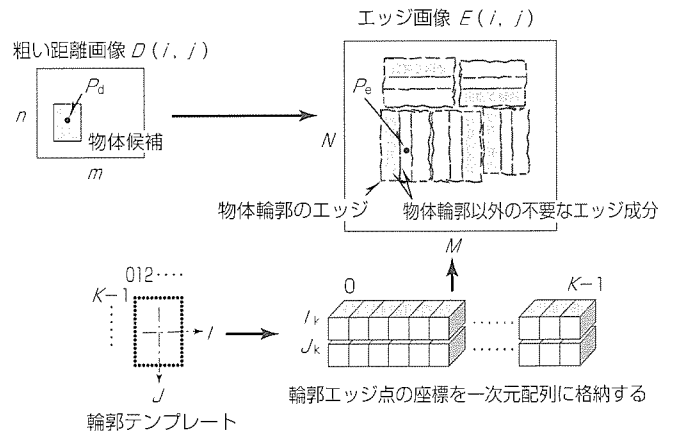 エッジ画像 E(i, j)
粗い距離画像 D(i, j)
Pd
n
物体候補
m
Pe
N
物体輪郭のエッジ
物体輪郭以外の不要なエッジ成分
M
012‥‥
K−1
I
J
輪郭テンプレート
0
K−1
Ik
Jk
輪郭エッジ点の座標を一次元配列に格納する